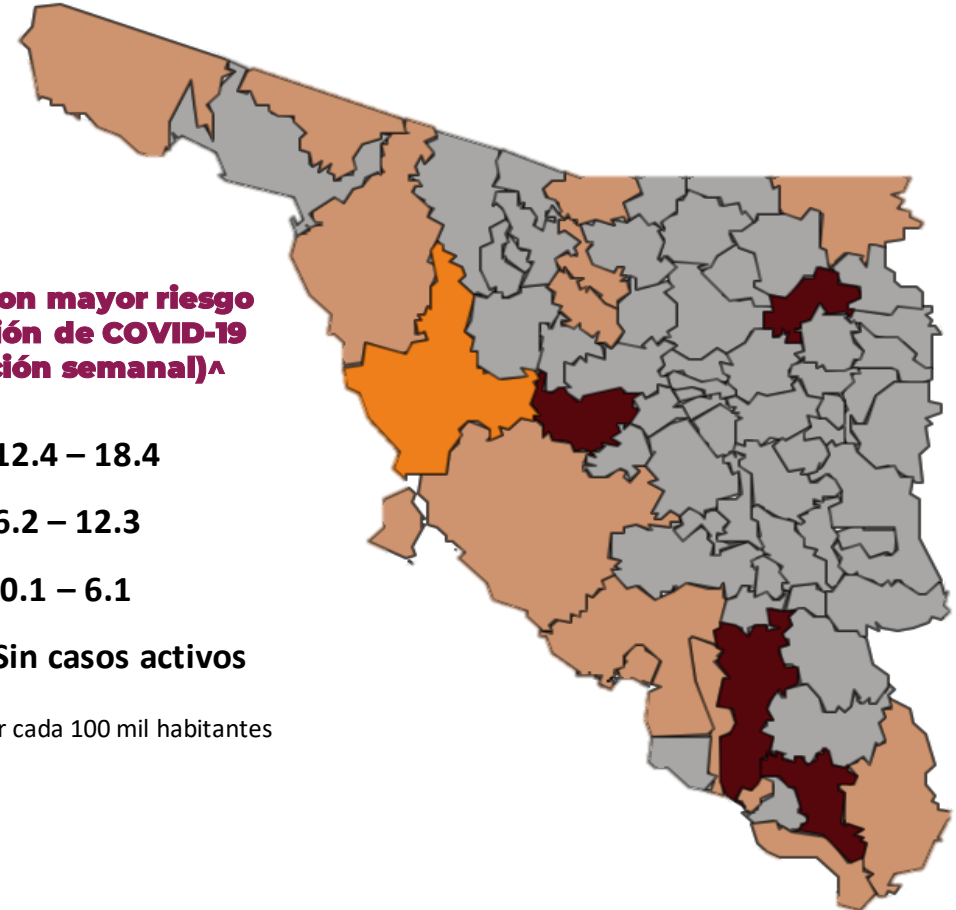 on mayor riesgo
ión de COVID-19
ción semanal)^
12.4 – 18.4
6.2 – 12.3
0.1 – 6.1
Sin casos activos
r cada 100 mil habitantes